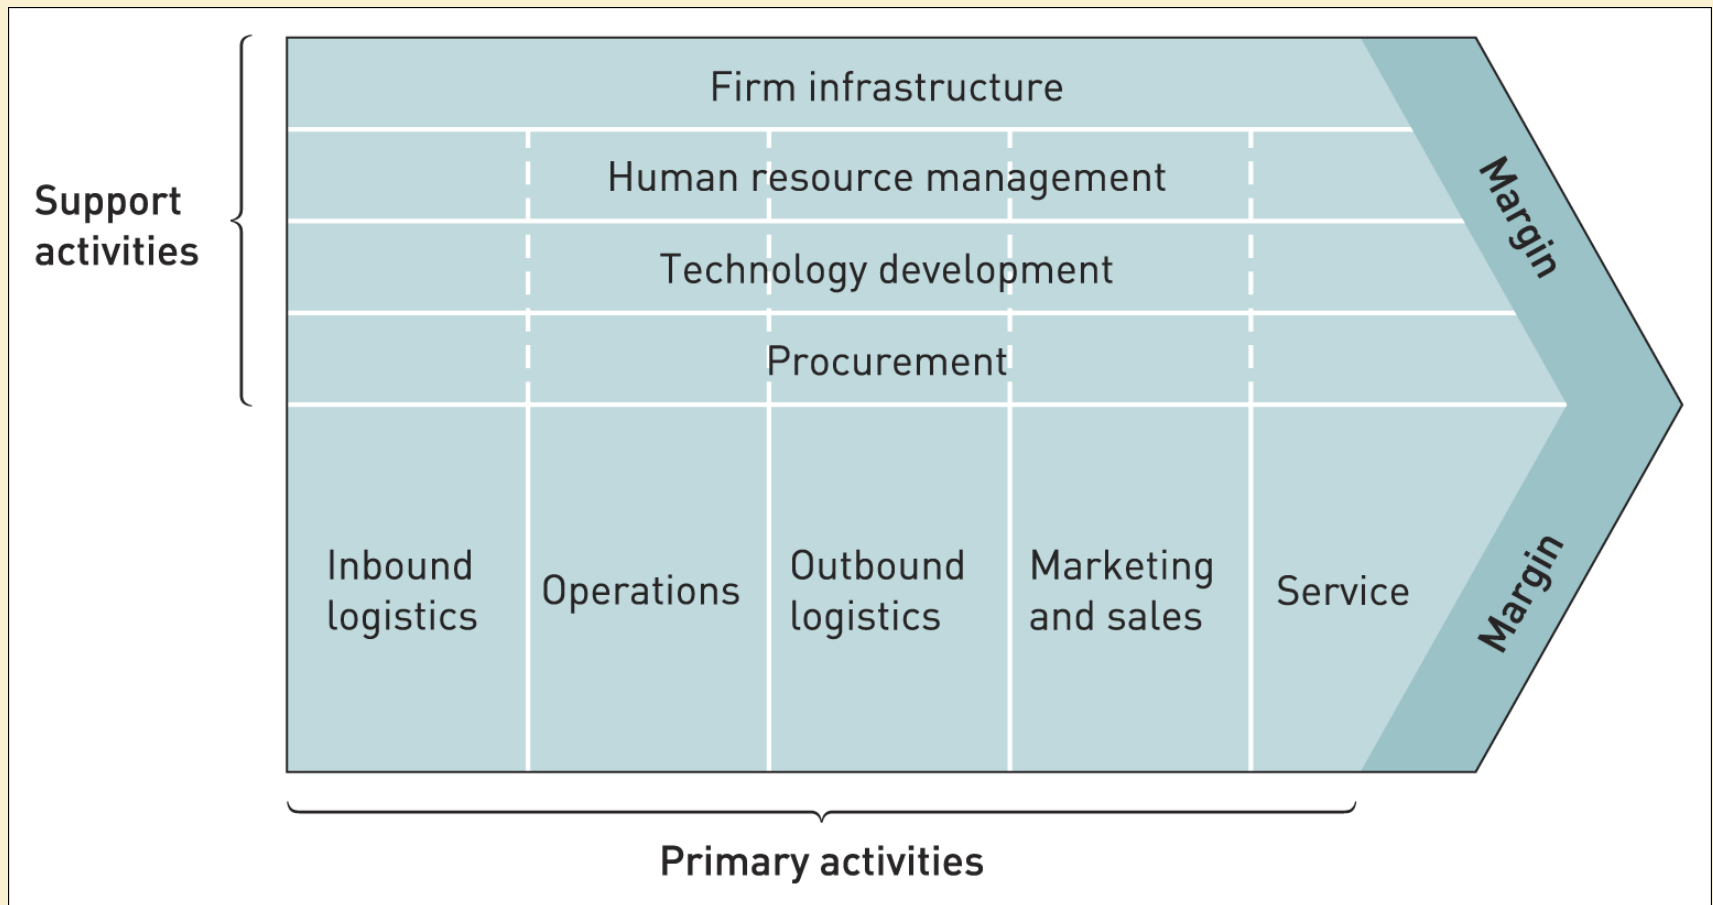 Firm infrastructure
Human resource management
Technology development
Procurement
Support
activities
Margin
Inbound
logistics
Operations
Outbound
logistics
Marketing
and sales
Service
Margin
Primary activities